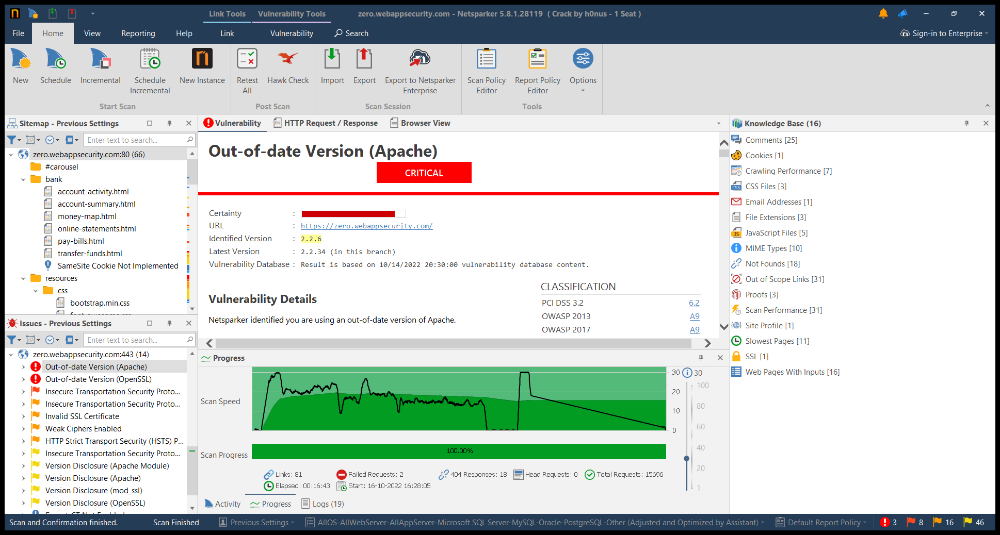 Link Tools
Vulnerability Tools
zero.webappsecurity.com - Netsparker 5.8.1.28119 ( Crack by h0nus - 1 Seat )
File
Home
View
Reporting
Help
Link
Vulnerability
Search
Sign-in to Enterprise
New
Schedule
Incremental
Schedule
Incremental
New Instance
Retest
All
Hawk Check
Import
Export
Export to Netsparker
Enterprise
Scan Policy
Editor
Report Policy
Editor
Options
Start Scan
Post Scan
Scan Session
Tools
Sitemap - Previous Settings
Enter text to search...
zero.webappsecurity.com:80 (66)
#carousel
bank
account-activity.html
account-summary.html
money-map.html
online-statements.html
pay-bills.html
transfer-funds.html
SameSite Cookie Not Implemented
resources
css
bootstrap.min.css
Issues - Previous Settings
Enter text to search...
zero.webappsecurity.com:443 (14)
Out-of-date Version (Apache)
Out-of-date Version (OpenSSL)
Insecure Transportation Security Proto...
Insecure Transportation Security Proto...
Invalid SSL Certificate
Weak Ciphers Enabled
HTTP Strict Transport Security (HSTS) P...
Insecure Transportation Security Proto...
Version Disclosure (Apache Module)
Version Disclosure (Apache)
Version Disclosure (mod_ssl)
Version Disclosure (OpenSSL)
Vulnerability
HTTP Request / Response
Browser View
Out-of-date Version (Apache)
CRITICAL
Certainty :
URL : https://zero.webappsecurity.com/
Identified Version : 2.2.6
Latest Version : 2.2.34 (in this branch)
Vulnerability Database : Result is based on 10/14/2022 20:30:00 vulnerability database content.
Vulnerability Details
Netsparker identified you are using an out-of-date version of Apache.
CLASSIFICATION
PCI DSS 3.2 6.2
OWASP 2013 A9
OWASP 2017 A9
Progress
Scan Speed
30
20
10
0
30
100
80
60
40
20
1
Scan Progress
100.00%
Links: 81
Failed Requests: 2
404 Responses: 18
Head Requests: 0
Total Requests: 15696
Elapsed: 00:16:43
Start: 16-10-2022 16:28:05
Activity
Progress
Logs (19)
Knowledge Base (16)
Comments [25]
Cookies [1]
Crawling Performance [7]
CSS Files [3]
Email Addresses [1]
File Extensions [3]
JavaScript Files [5]
MIME Types [10]
Not Founds [18]
Out of Scope Links [31]
Proofs [3]
Scan Performance [31]
Site Profile [1]
Slowest Pages [11]
SSL [1]
Web Pages With Inputs [16]
Scan and Confirmation finished.
Scan Finished
Previous Settings
AllOS-AllWebServer-AllAppServer-Microsoft SQL Server-MySQL-Oracle-PostgreSQL-Other (Adjusted and Optimized by Assistant)
Default Report Policy
3
8
16
46